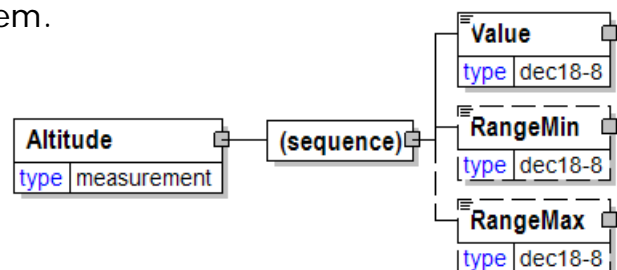 em.
Value
type dec18-8
Altitude
type measurement
(sequence)
RangeMin
type dec18-8
RangeMax
type dec18-8